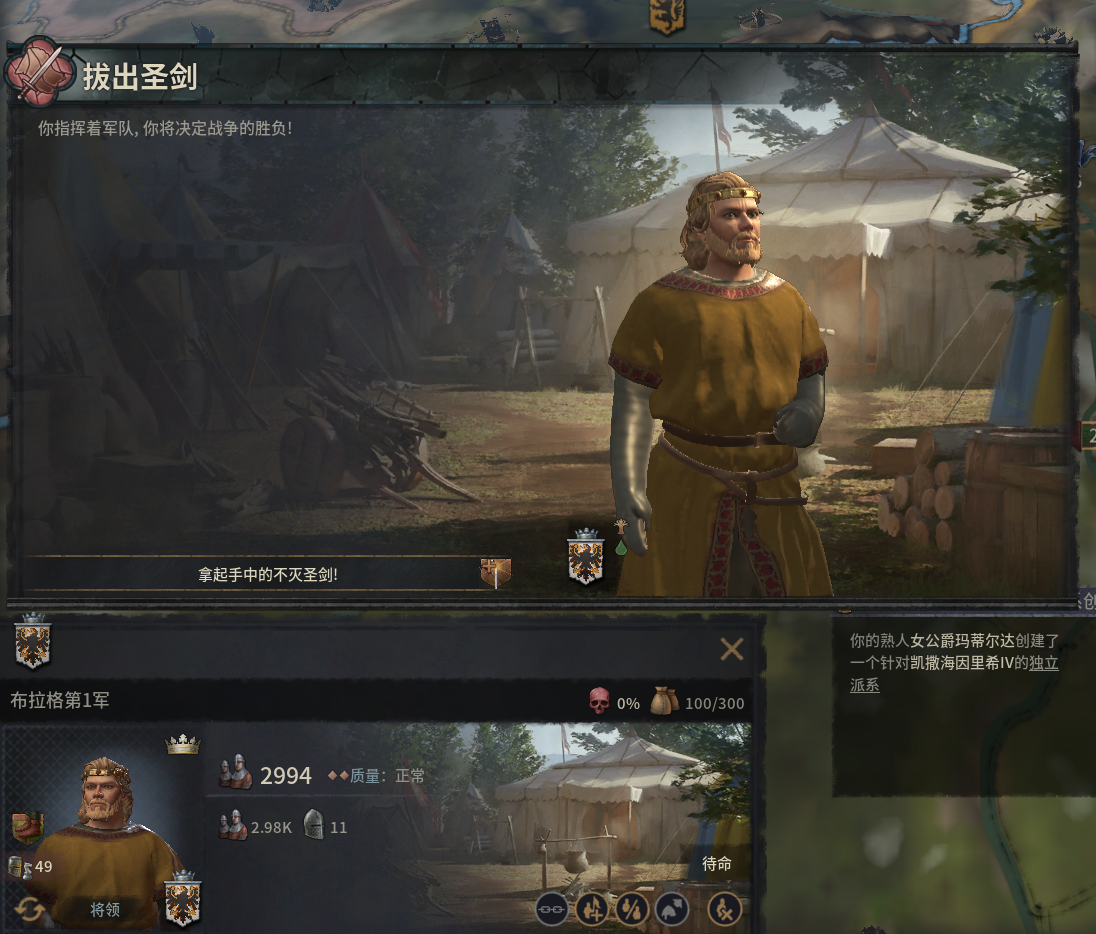 拔出圣剑
你指挥着军队, 你将决定战争的胜负!
拿起手中的不灭圣剑!
你的熟人女公爵玛蒂尔达创建了
一个针对凯撒海因里希IV的独立
派系
布拉格第1军
0%
100/300
2994
质量: 正常
2.98K
11
49
待命
将领